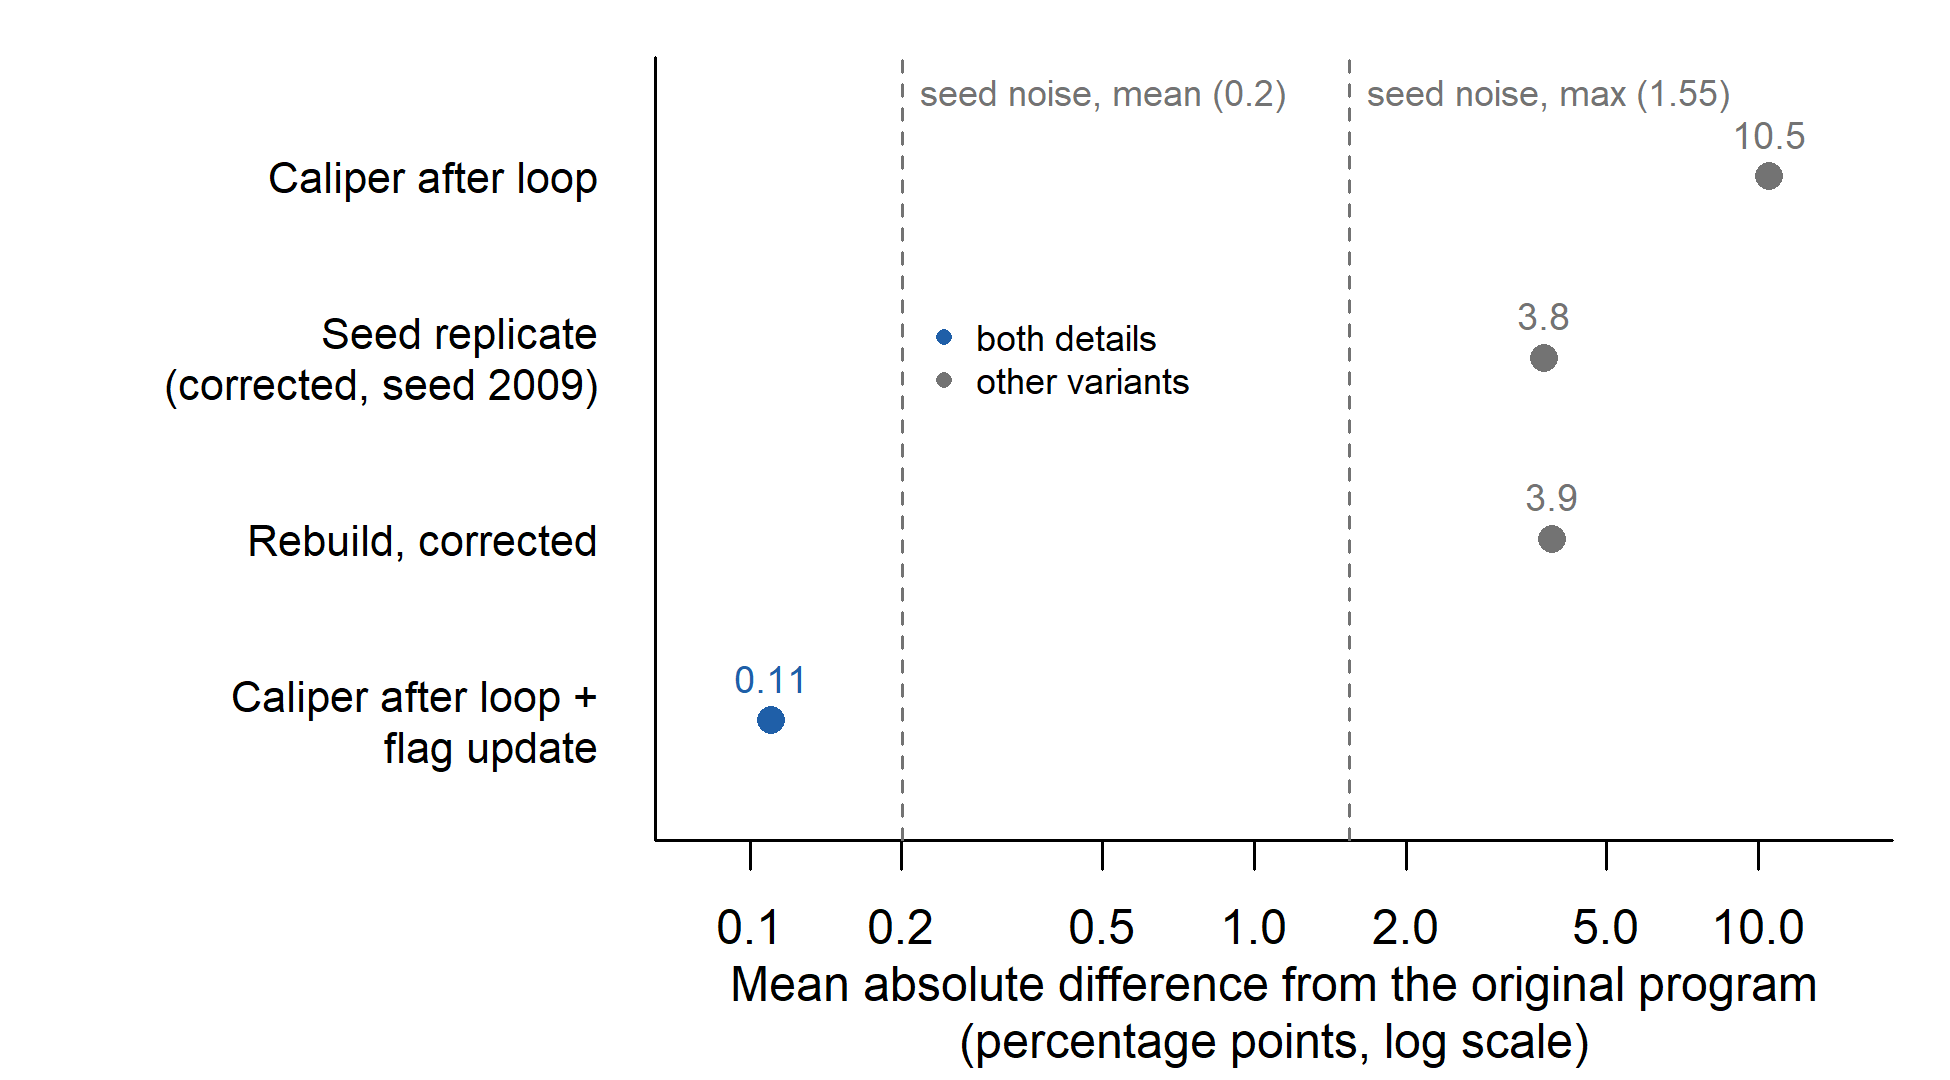 seed noise, mean (0.2)
seed noise, max (1.55)
10.5
Caliper after loop
3.8
Seed replicate
(corrected, seed 2009)
both details
other variants
3.9
Rebuild, corrected
0.11
Caliper after loop +
flag update
0.1 0.2 0.5 1.0 2.0 5.0 10.0
Mean absolute difference from the original program
(percentage points, log scale)